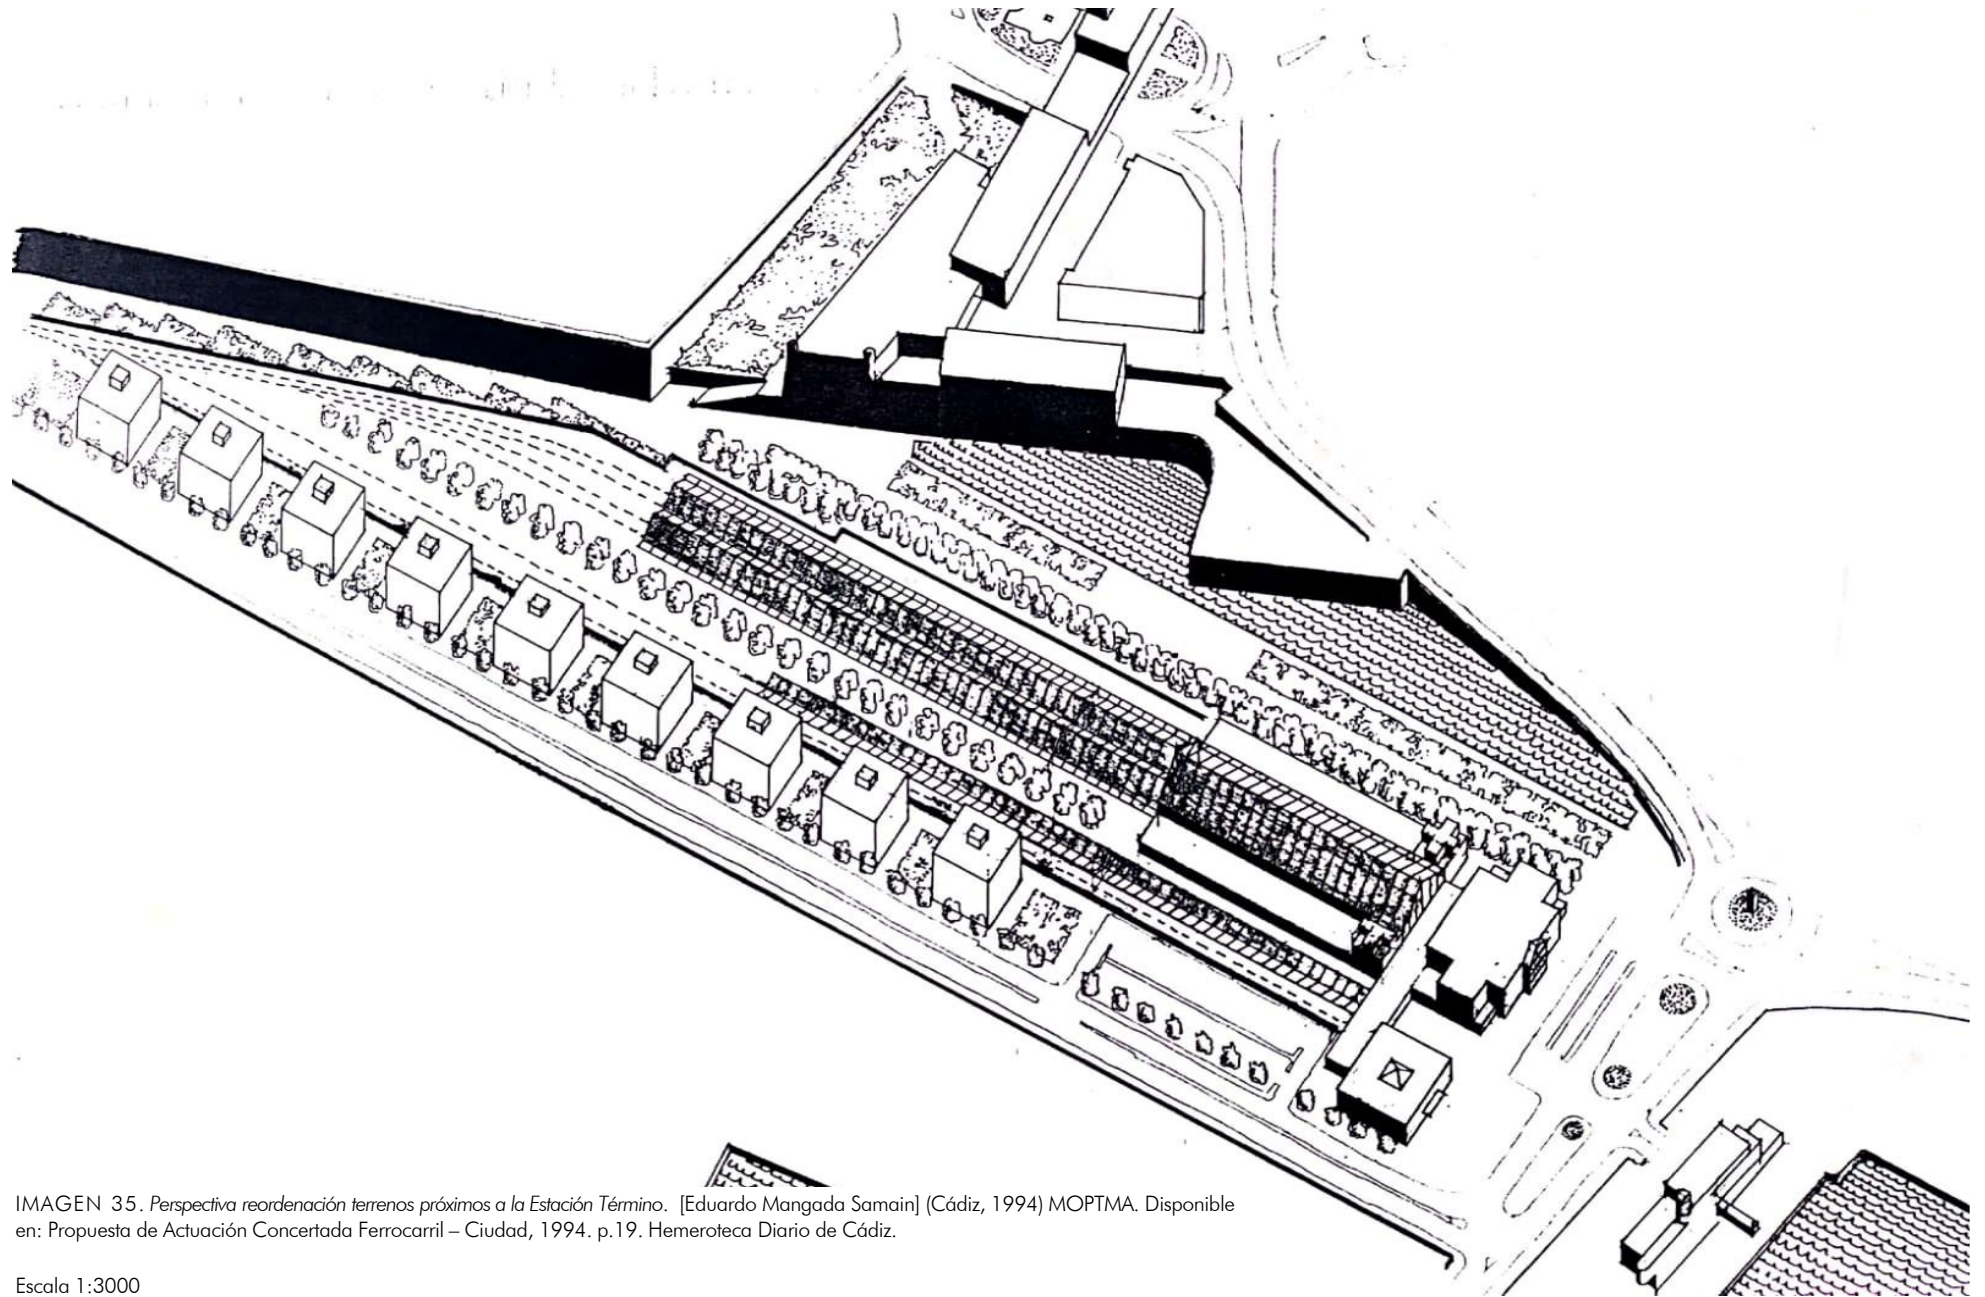 IMAGEN 35. Perspectiva reordenación terrenos próximos a la Estación Término. [Eduardo Mangada Samain] (Cádiz, 1994) MOPTMA. Disponible
en: Propuesta de Actuación Concertada Ferrocarril – Ciudad, 1994. p.19. Hemeroteca Diario de Cádiz.
Escala 1:3000